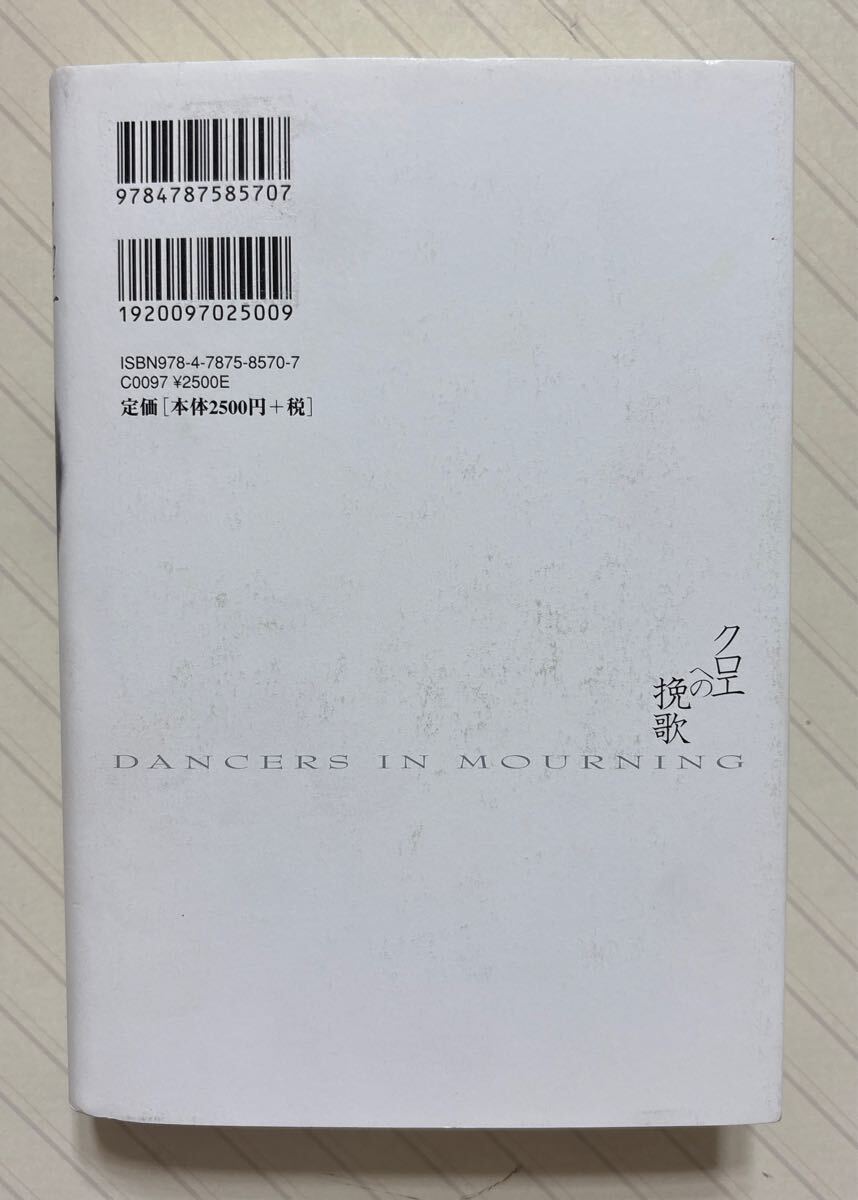 9784787585707
1920097025009
ISBN978-4-7875-8570-7
C0097 ¥2500E
定価[本体2500円+税]
クロエ
への
挽歌
DANCERS IN MOURNING